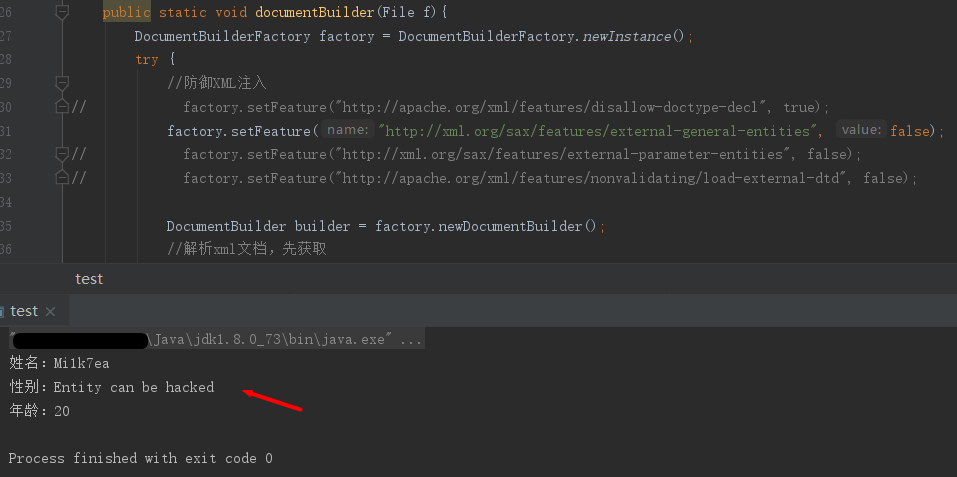 26 public static void documentBuilder(File f){
27 DocumentBuilderFactory factory = DocumentBuilderFactory.newInstance();
28 try {
29 //防御XML注入
30 // factory.setFeature("http://apache.org/xml/features/disallow-doctype-decl", true);
31 factory.setFeature( name: "http://xml.org/sax/features/external-general-entities", value: false);
32 // factory.setFeature("http://xml.org/sax/features/external-parameter-entities", false);
33 // factory.setFeature("http://apache.org/xml/features/nonvalidating/load-external-dtd", false);
34
35 DocumentBuilder builder = factory.newDocumentBuilder();
36 //解析xml文档，先获取
test
test ×
" \Java\jdk1.8.0_73\bin\java.exe" ...
姓名：Mi1k7ea
性别：Entity can be hacked
年龄：20
Process finished with exit code 0